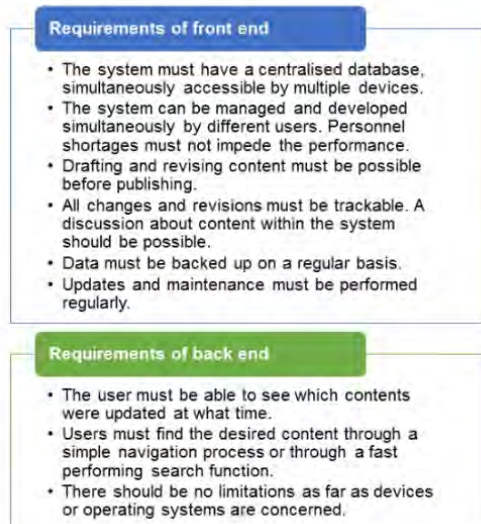 Requirements of front end
• The system must have a centralised database,
simultaneously accessible by multiple devices.
• The system can be managed and developed
simultaneously by different users. Personnel
shortages must not impede the performance.
• Drafting and revising content must be possible
before publishing.
• All changes and revisions must be trackable. A
discussion about content within the system
should be possible.
• Data must be backed up on a regular basis.
• Updates and maintenance must be performed
regularly.
Requirements of back end
• The user must be able to see which contents
were updated at what time.
• Users must find the desired content through a
simple navigation process or through a fast
performing search function.
• There should be no limitations as far as devices
or operating systems are concerned.